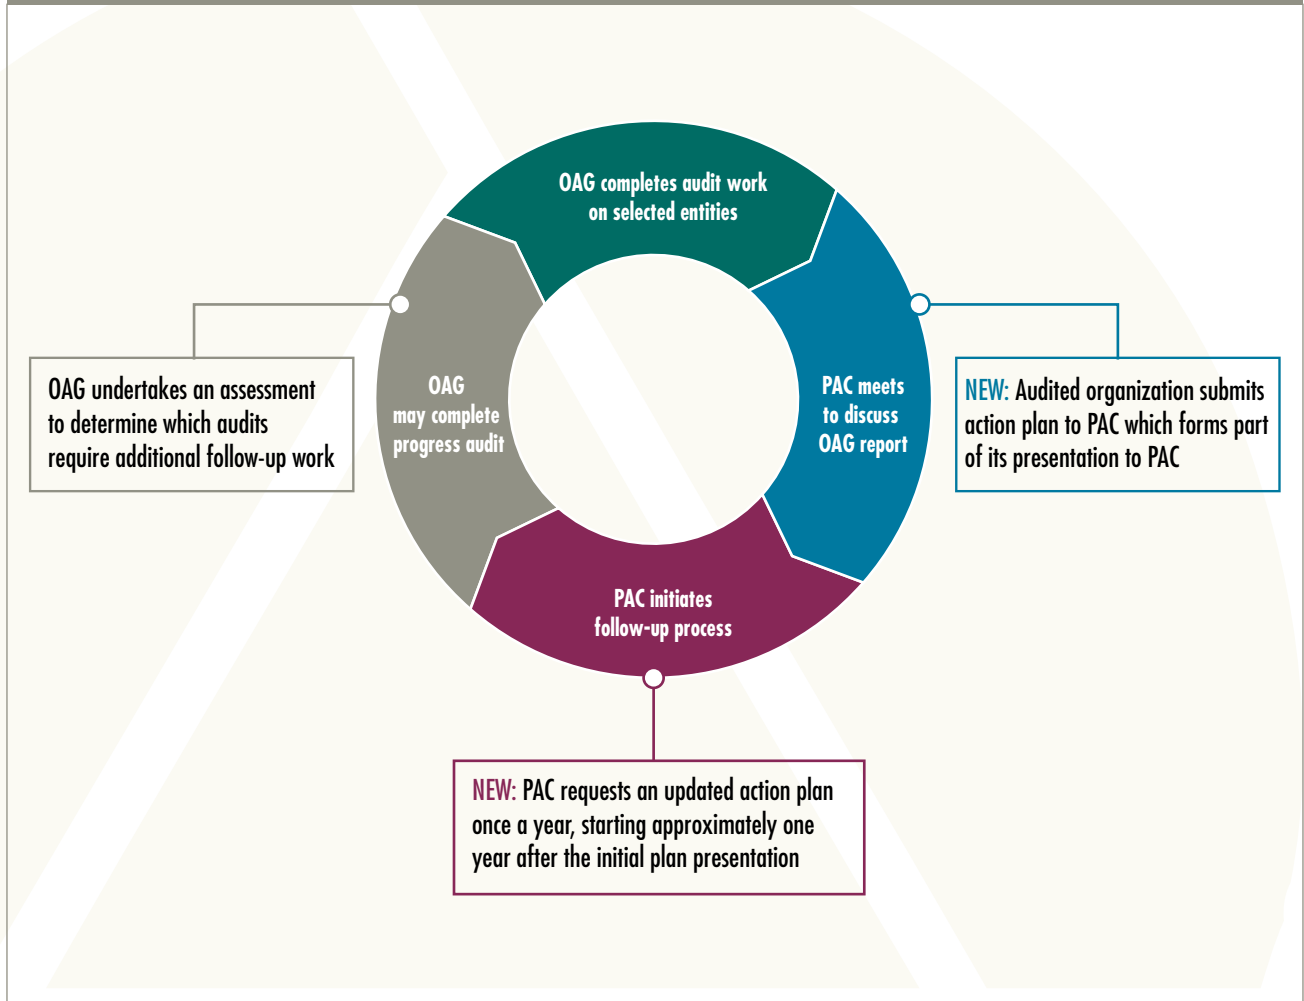 OAG completes audit work
on selected entities
PAC meets
to discuss
OAG report
NEW: Audited organization submits
action plan to PAC which forms part
of its presentation to PAC
PAC initiates
follow-up process
NEW: PAC requests an updated action plan
once a year, starting approximately one
year after the initial plan presentation
OAG
may complete
progress audit
OAG undertakes an assessment
to determine which audits
require additional follow-up work